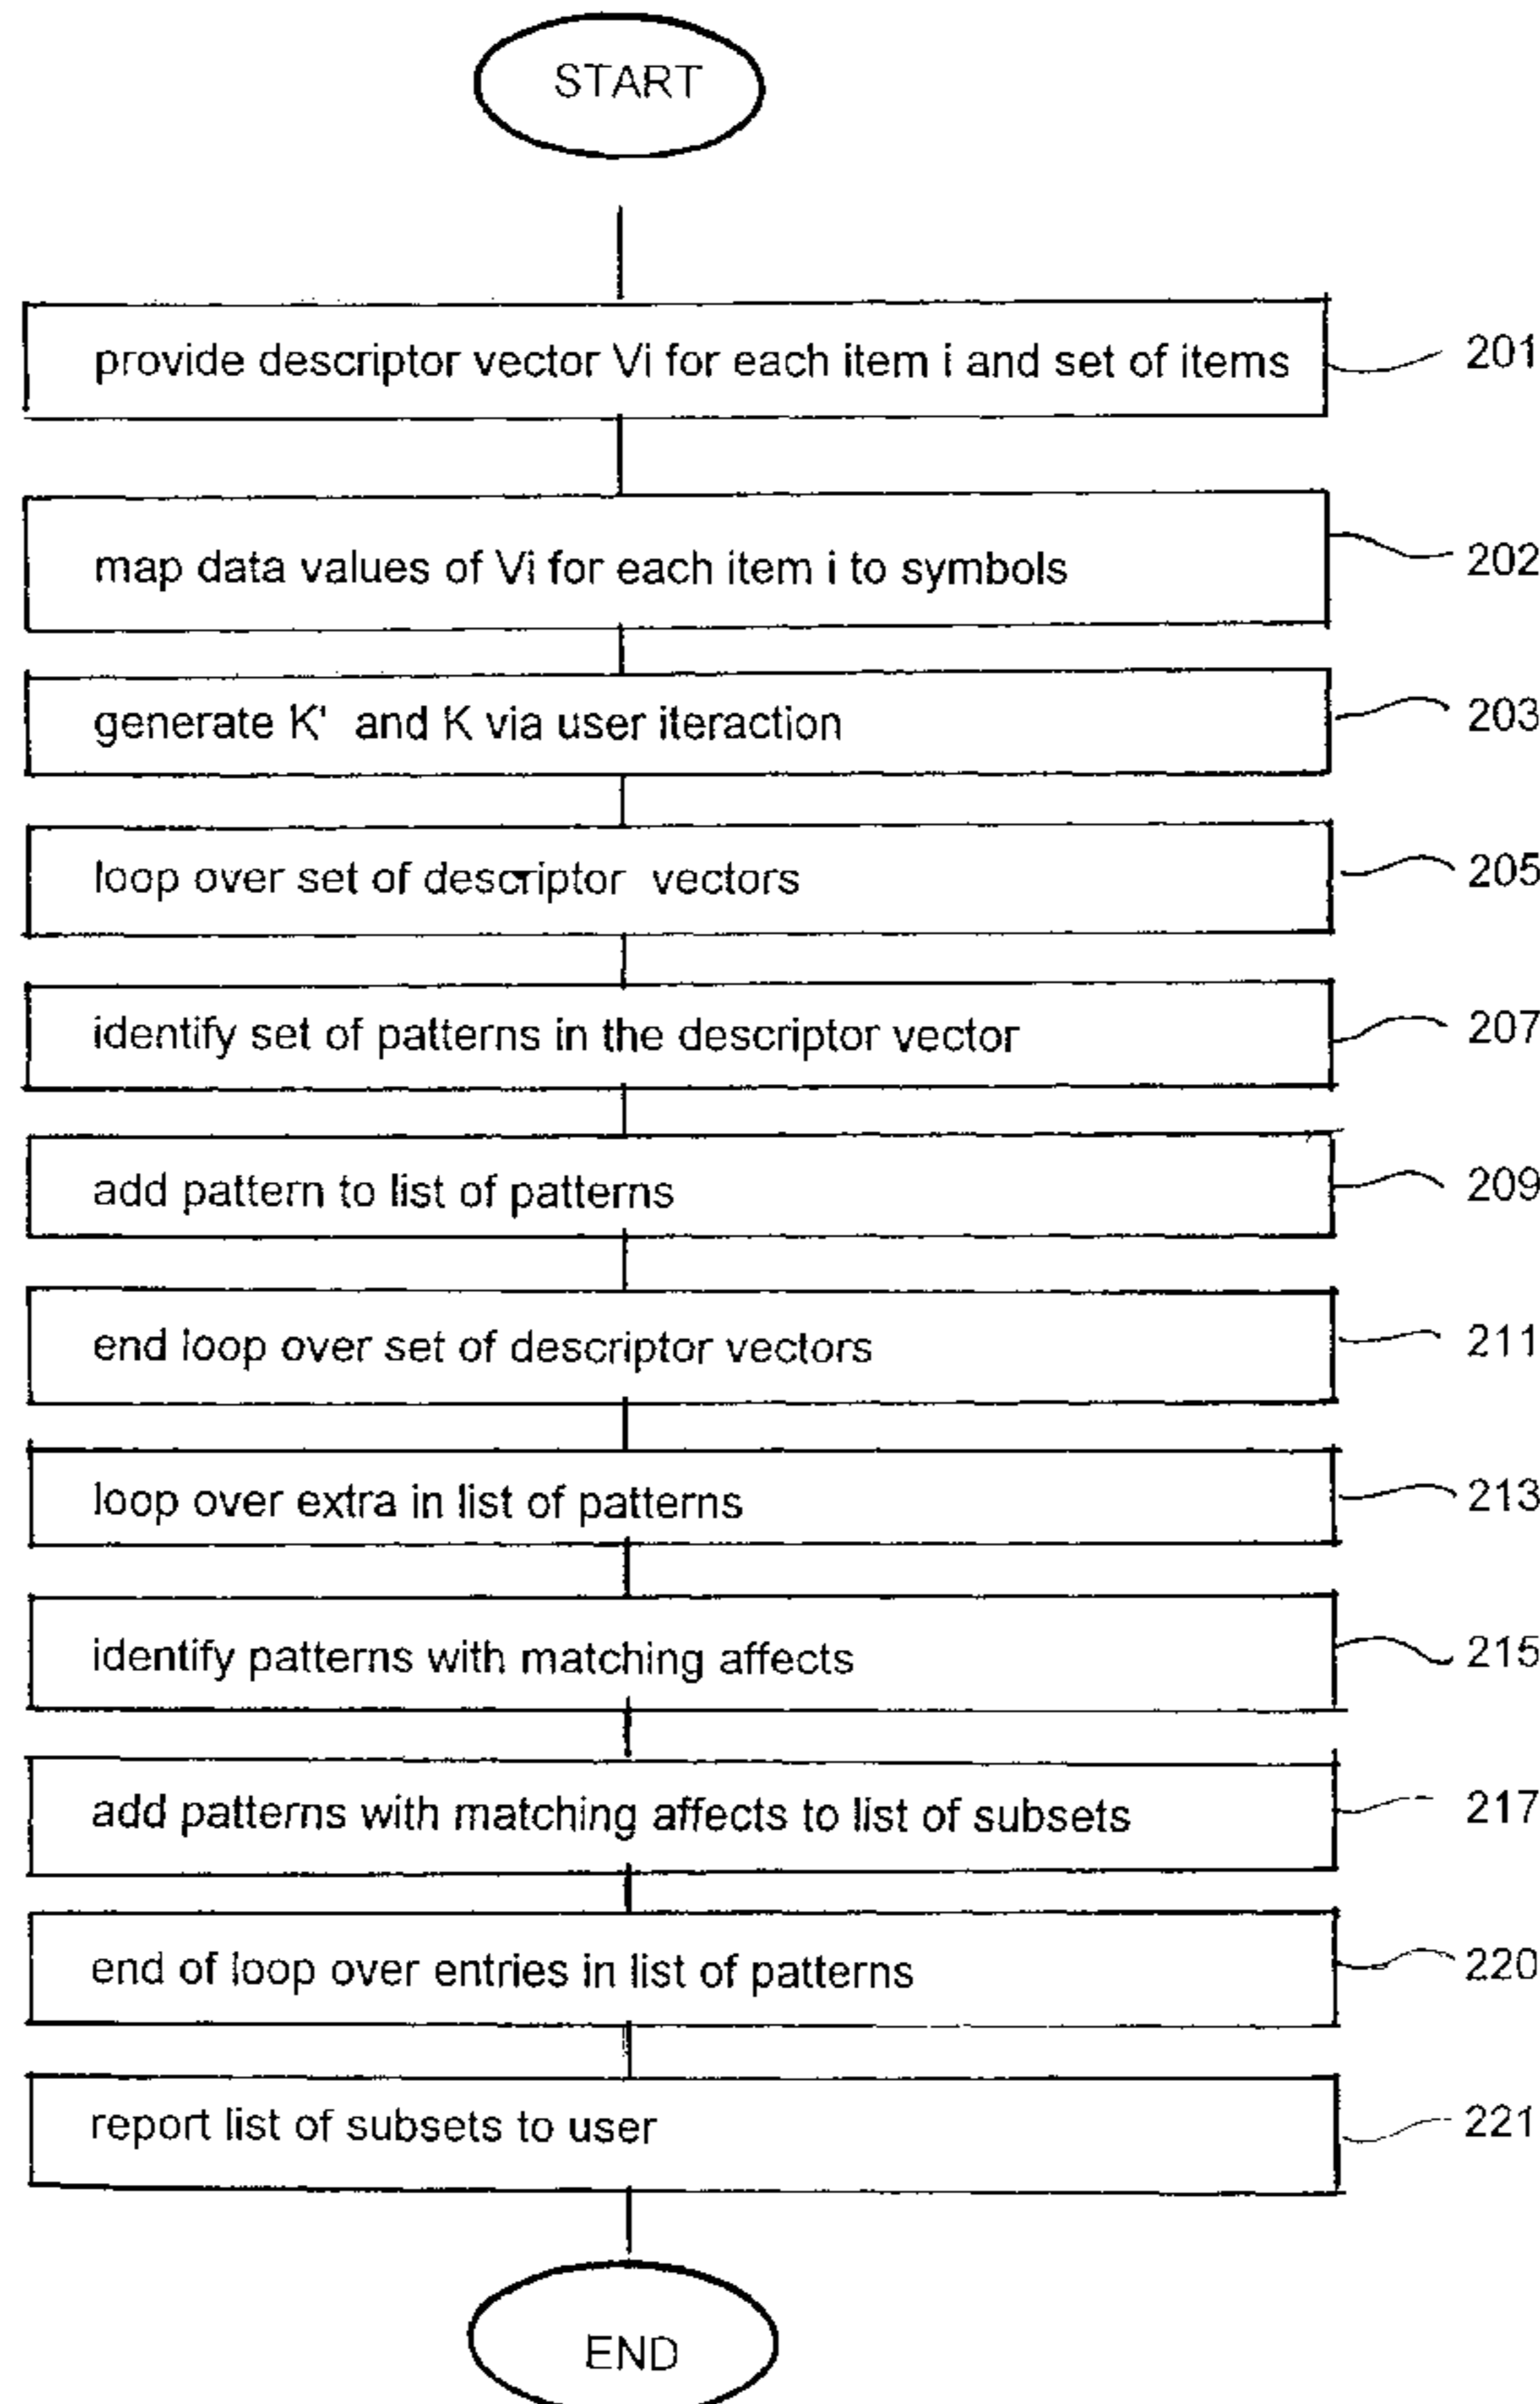 START
provide descriptor vector Vi for each item i and set of items 201
map data values of Vi for each item i to symbols 202
generate K' and K via user iteraction 203
loop over set of descriptor vectors 205
identify set of patterns in the descriptor vector 207
add pattern to list of patterns 209
end loop over set of descriptor vectors 211
loop over extra in list of patterns 213
identify patterns with matching affects 215
add patterns with matching affects to list of subsets 217
end of loop over entries in list of patterns 220
report list of subsets to user 221
END